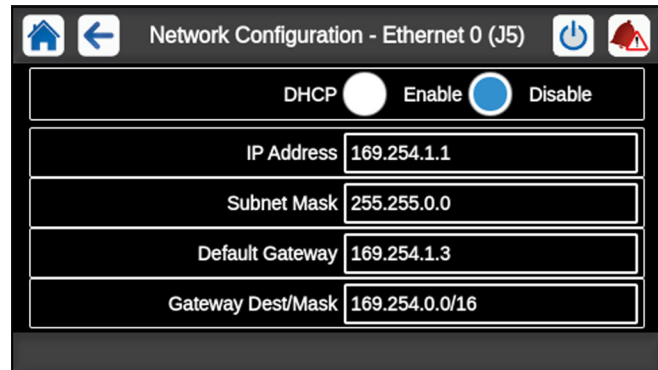 Network Configuration - Ethernet 0 (J5)
DHCP Enable Disable
IP Address 169.254.1.1
Subnet Mask 255.255.0.0
Default Gateway 169.254.1.3
Gateway Dest/Mask 169.254.0.0/16